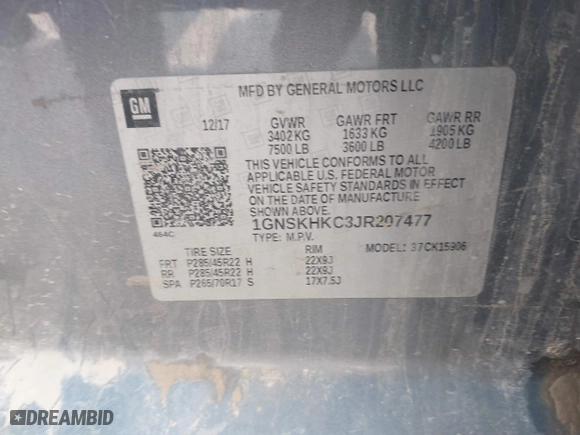 MFD BY GENERAL MOTORS LLC
GM
12/17 GVWR GAWR FRT GAWR RR
3402 KG 1633 KG 1905 KG
7500 LB 3600 LB 4200 LB
THIS VEHICLE CONFORMS TO ALL
APPLICABLE U.S. FEDERAL MOTOR
VEHICLE SAFETY STANDARDS IN EFFECT
ON THE DATE OF MANUFACTURE
SHOWN ABOVE.
464C
1GNSKHKC3JR207477
TYPE: M.P.V. MODEL: 37CK15906
TIRE SIZE RIM
FRT P285/45R22 H 22X9J
RR P285/45R22 H 22X9J
SPA P265/70R17 S 17X7.5J
DREAMBID